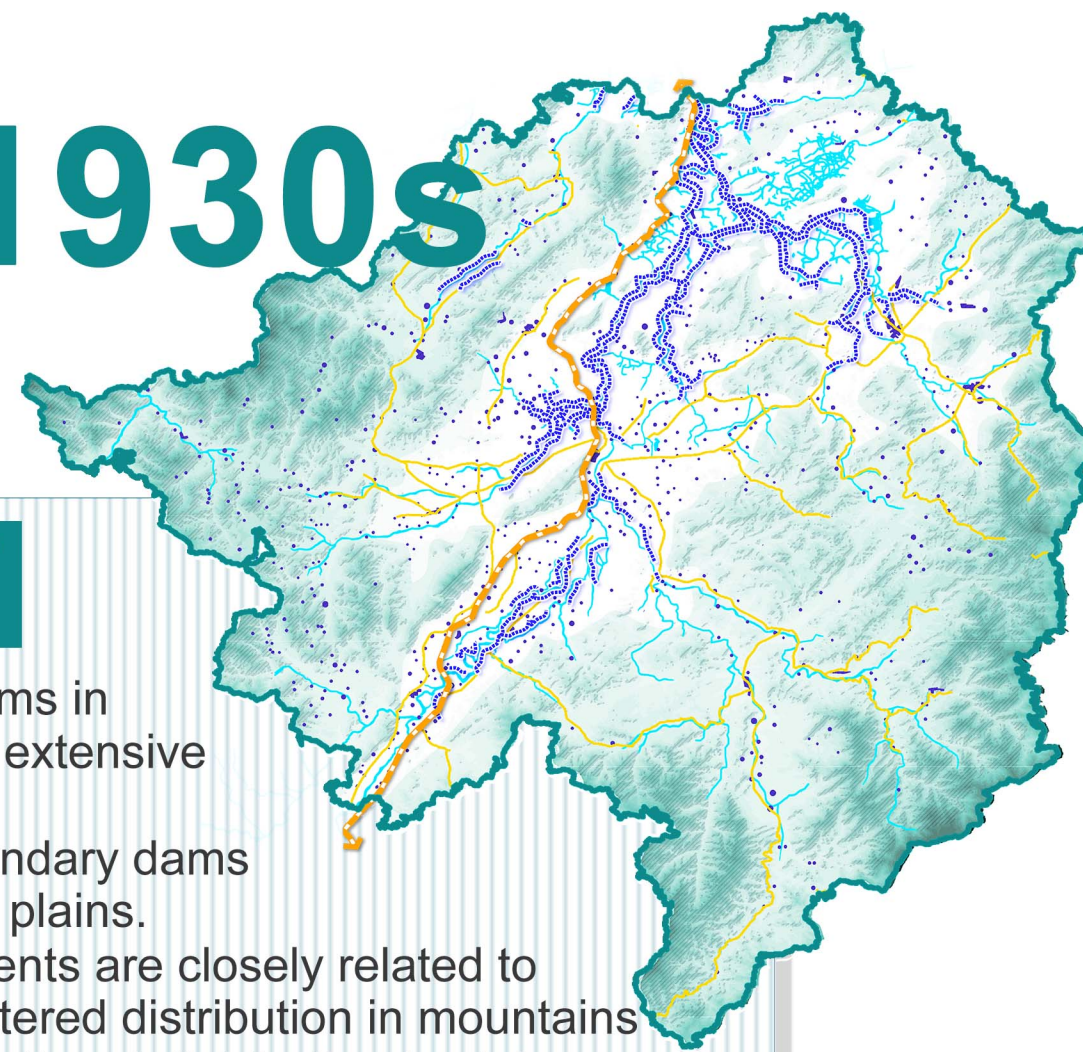 1930s
ms in
extensive
ndary dams
plains.
ents are closely related to
tered distribution in mountains